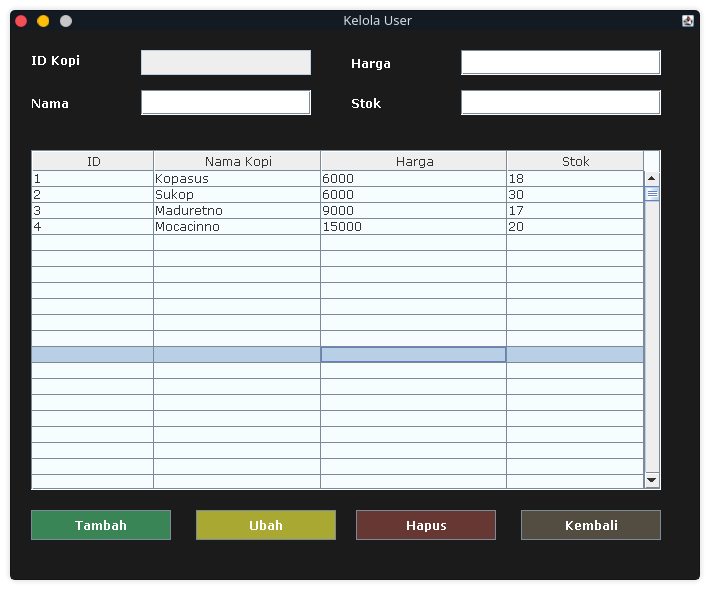 Kelola User
ID Kopi Harga
Nama Stok
ID Nama Kopi Harga Stok
1 Kopasus 6000 18
2 Sukop 6000 30
3 Maduretno 9000 17
4 Mocacinno 15000 20
Tambah Ubah Hapus Kembali